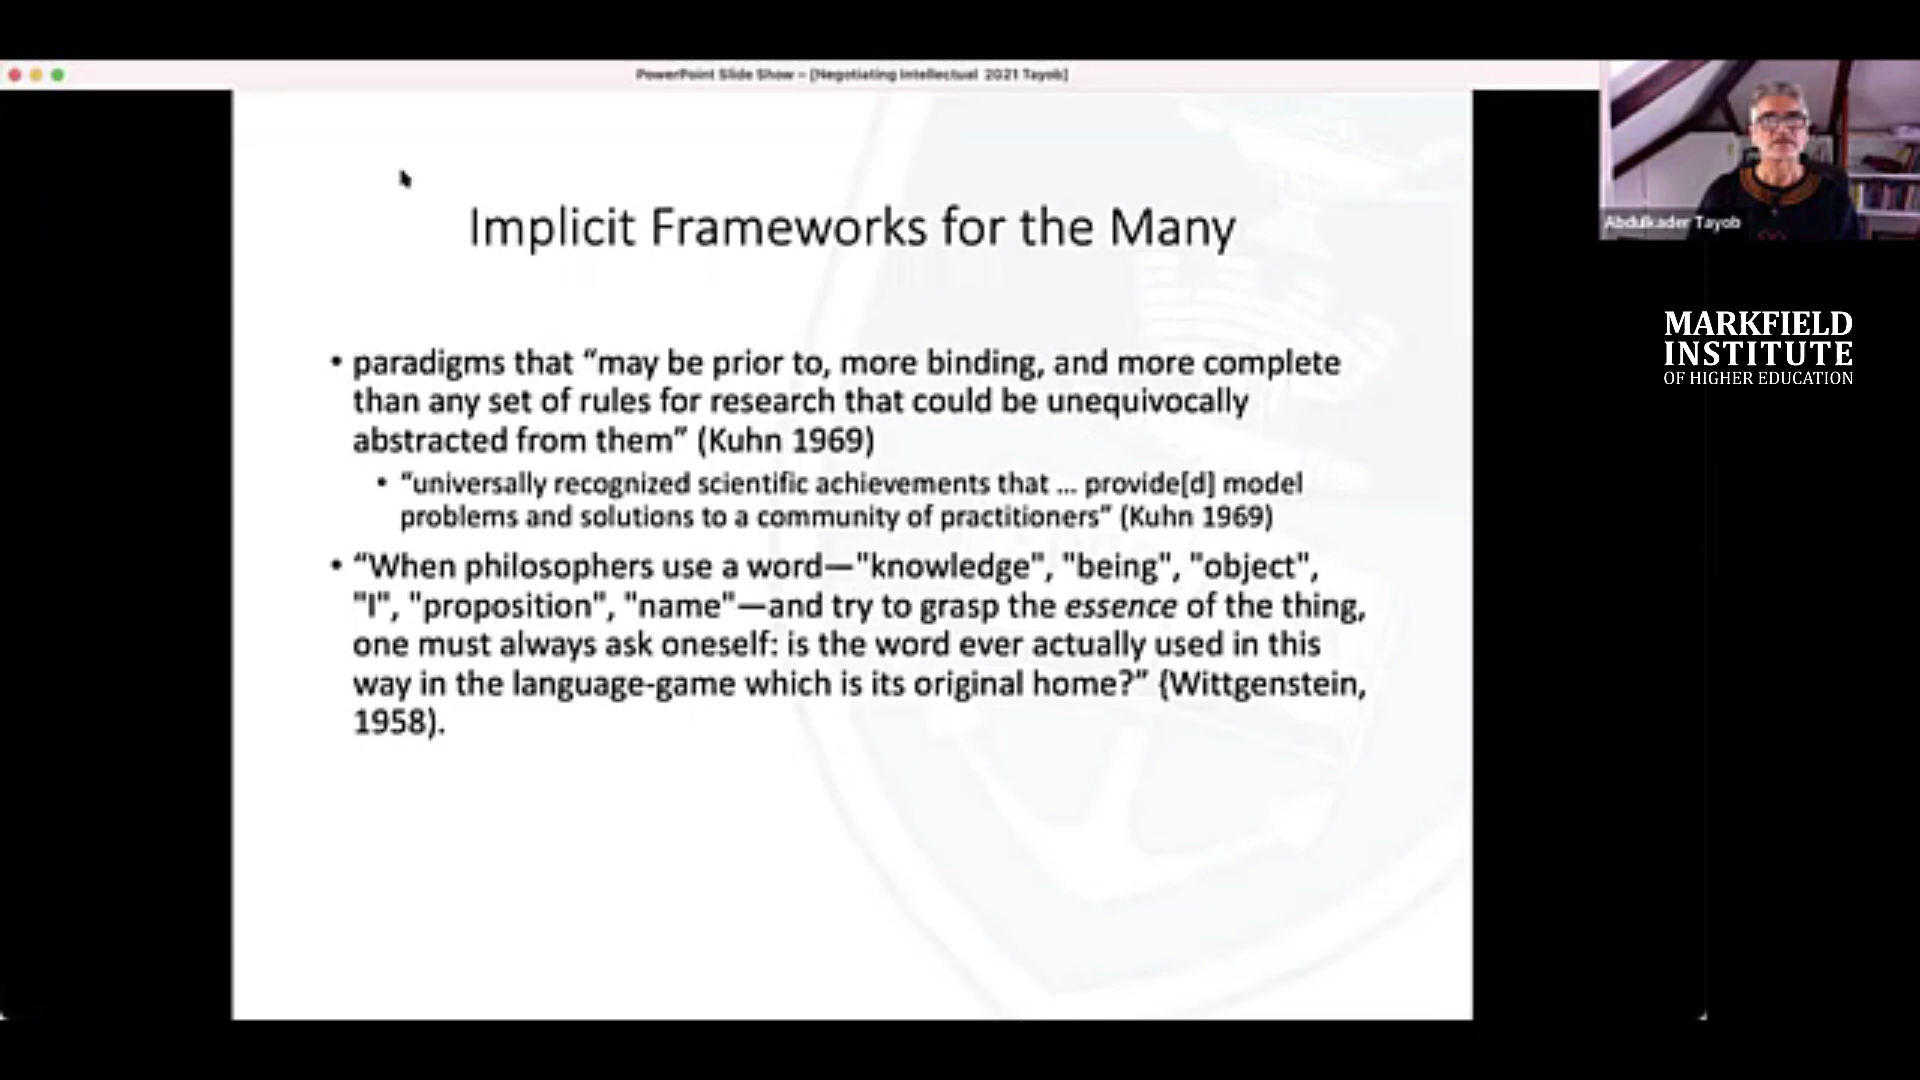 PowerPoint Slide Show – [Negotiating Intellectual 2021 Tayob]
Abdulkader Tayob
MARKFIELD
INSTITUTE
OF HIGHER EDUCATION
Implicit Frameworks for the Many
• paradigms that “may be prior to, more binding, and more complete
than any set of rules for research that could be unequivocally
abstracted from them” (Kuhn 1969)
• “universally recognized scientific achievements that ... provide[d] model
problems and solutions to a community of practitioners” (Kuhn 1969)
• “When philosophers use a word—"knowledge", "being", "object",
"I", "proposition", "name"—and try to grasp the essence of the thing,
one must always ask oneself: is the word ever actually used in this
way in the language-game which is its original home?” (Wittgenstein,
1958).